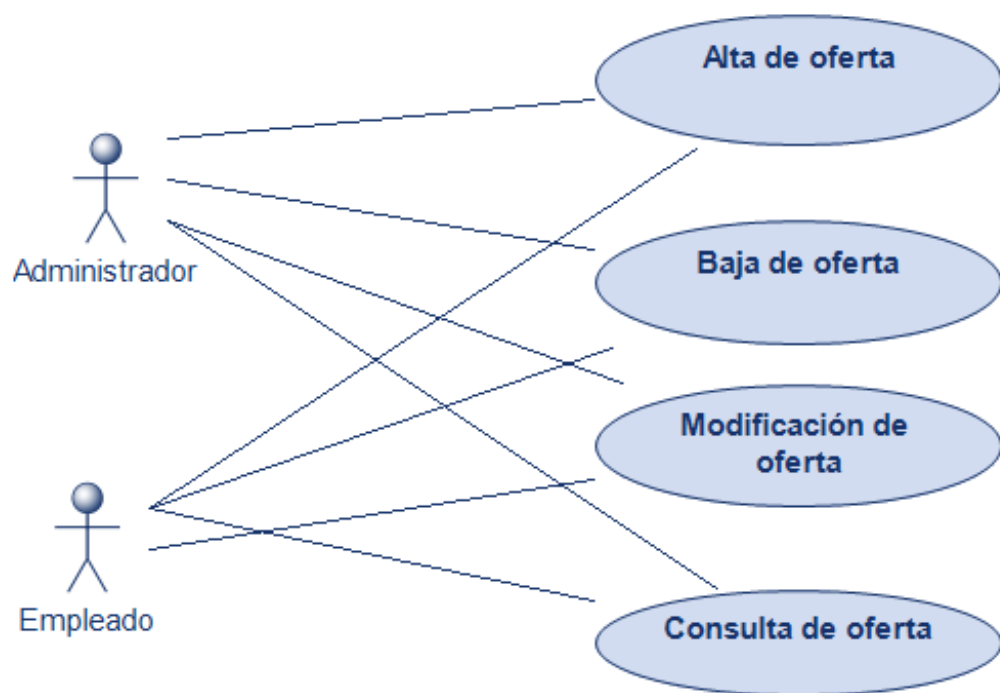 Alta de oferta
Administrador
Baja de oferta
Modificación de
oferta
Empleado
Consulta de oferta